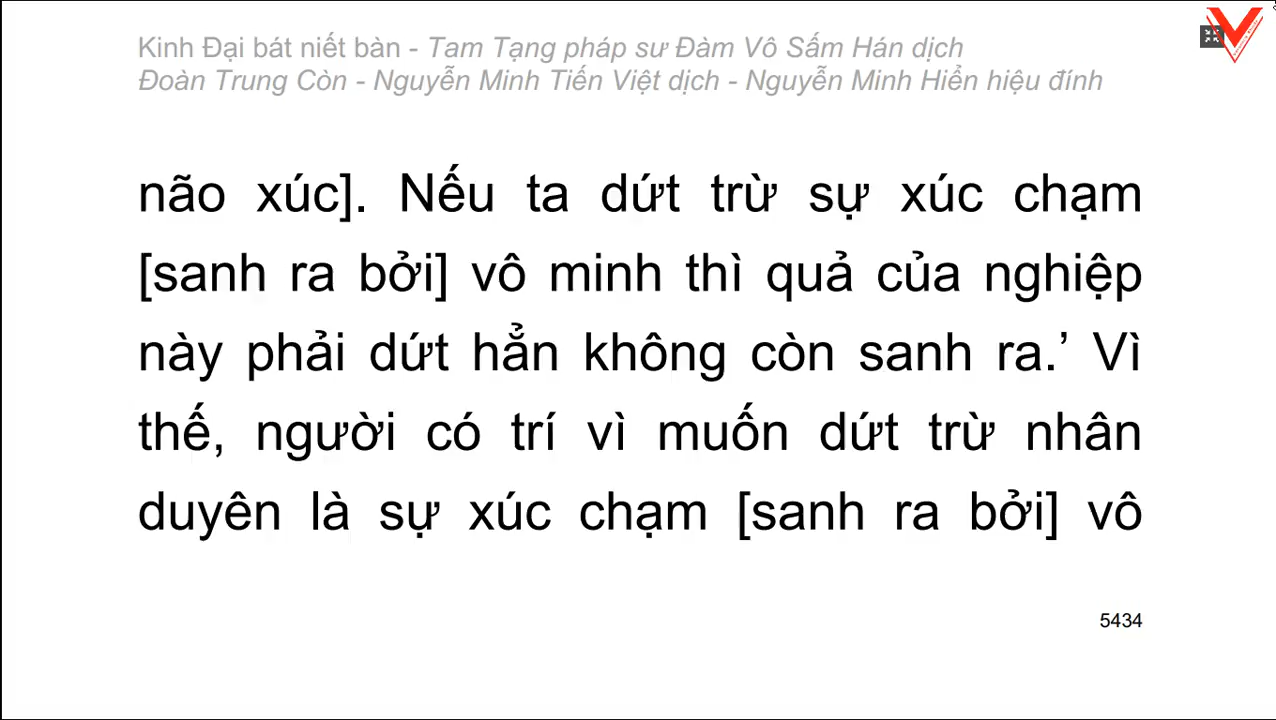 Kinh Đại bát niết bàn - Tam Tạng pháp sư Đàm Vô Sấm Hán dịch
Đoàn Trung Còn - Nguyễn Minh Tiến Việt dịch - Nguyễn Minh Hiển hiệu đính
não xúc]. Nếu ta dứt trừ sự xúc chạm
[sanh ra bởi] vô minh thì quả của nghiệp
này phải dứt hẳn không còn sanh ra.’ Vì
thế, người có trí vì muốn dứt trừ nhân
duyên là sự xúc chạm [sanh ra bởi] vô
5434